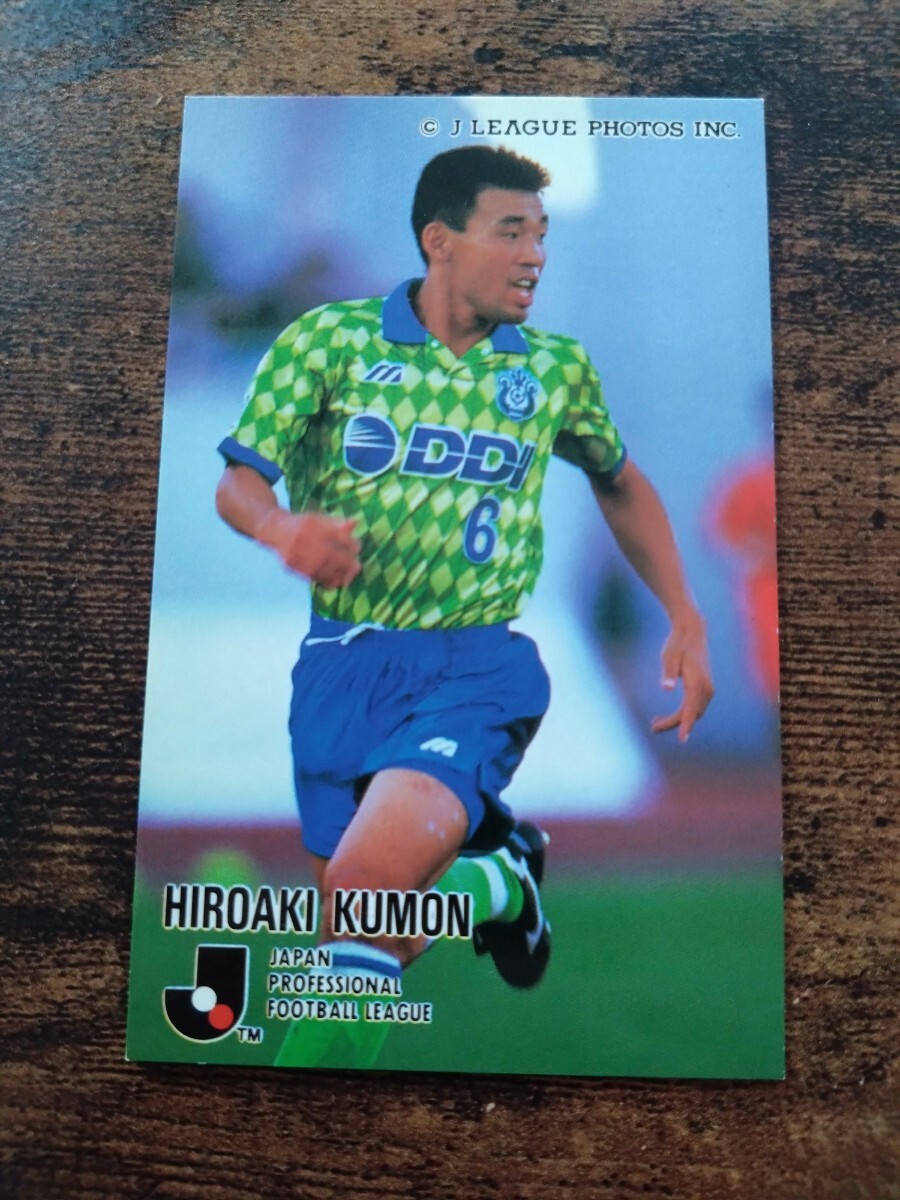 © J LEAGUE PHOTOS INC.
DDI
6
HIROAKI KUMON
JAPAN
PROFESSIONAL
FOOTBALL LEAGUE
TM